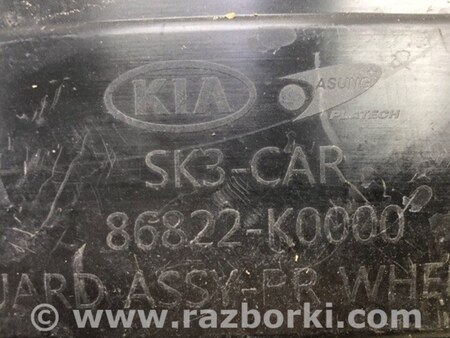 KIA ASUNG
PLATECH
SK3-CAR
86822-K0000
UARD ASSY-FR WHE
© www.razborki.com